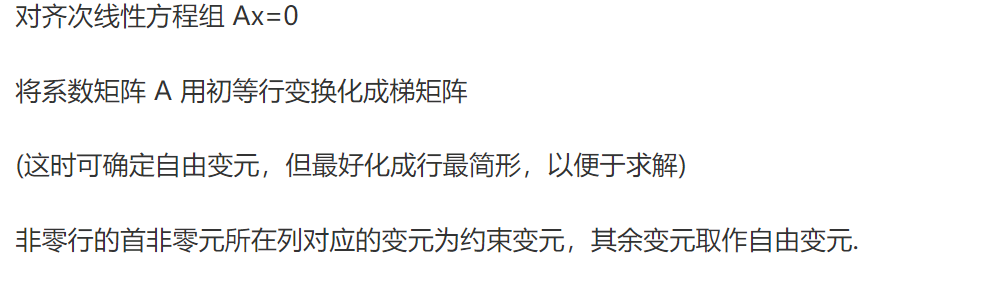 对齐次线性方程组 Ax=0
将系数矩阵 A 用初等行变换化成梯矩阵
(这时可确定自由变元，但最好化成行最简形，以便于求解)
非零行的首非零元所在列对应的变元为约束变元，其余变元取作自由变元.